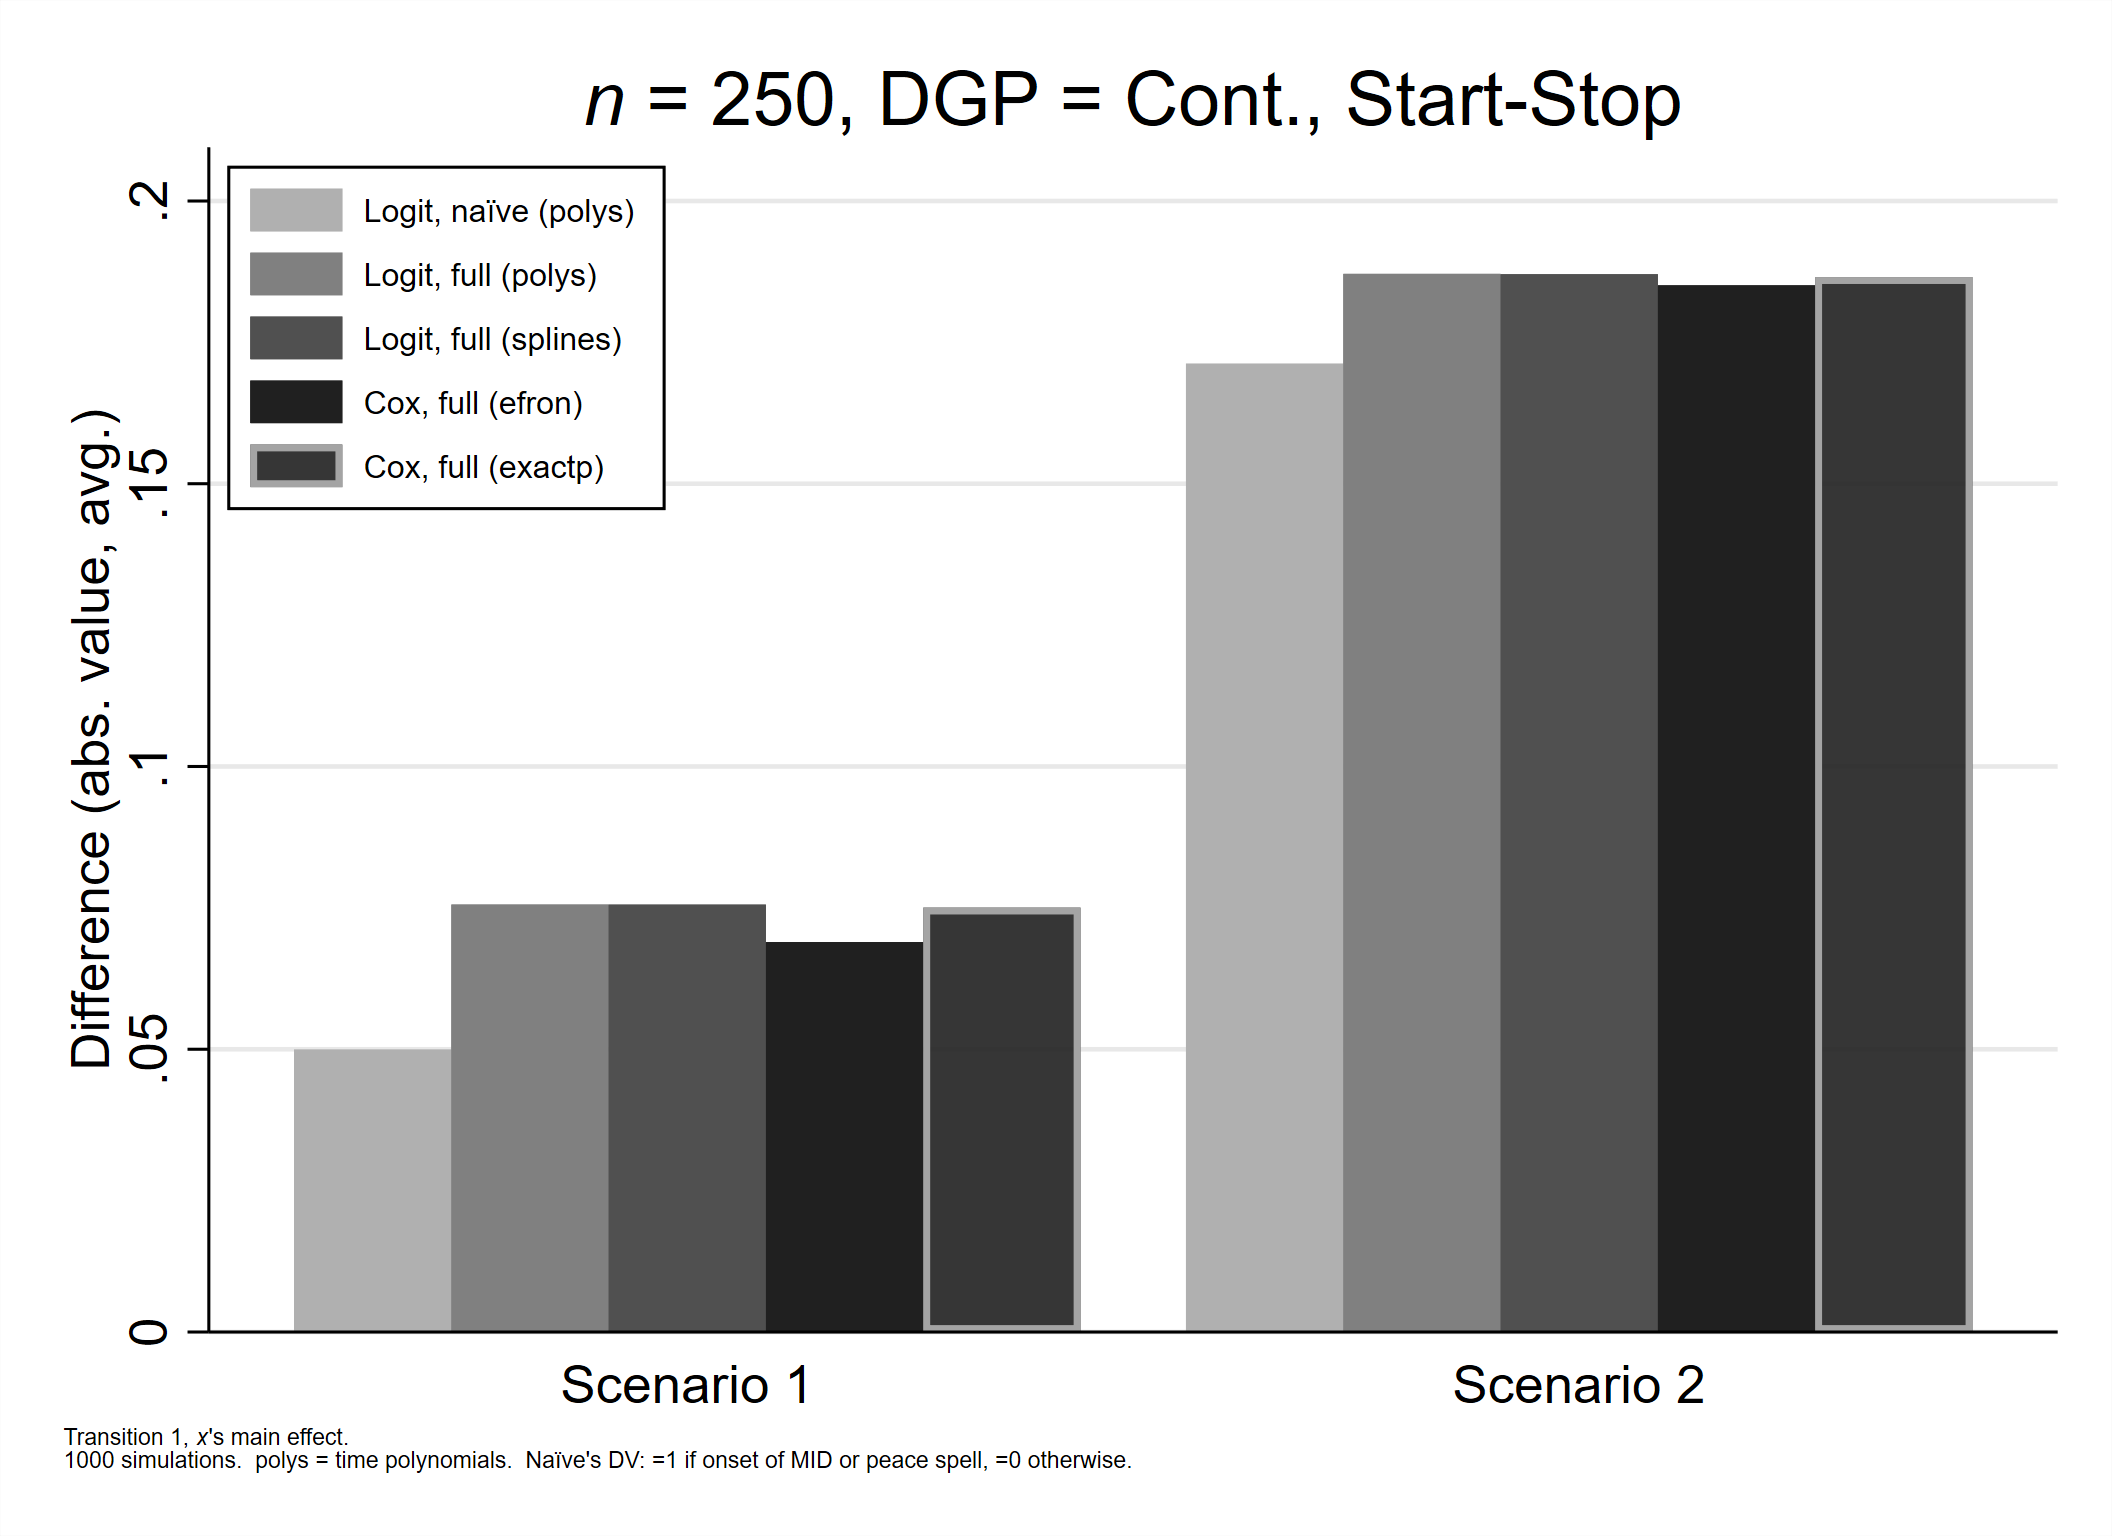 n = 250, DGP = Cont., Start-Stop
Logit, naïve (polys)
Logit, full (polys)
Logit, full (splines)
Cox, full (efron)
Cox, full (exactp)
Difference (abs. value, avg.)
.2
.15
.1
.05
0
Scenario 1
Scenario 2
Transition 1, x's main effect.
1000 simulations.  polys = time polynomials.  Naïve's DV: =1 if onset of MID or peace spell, =0 otherwise.